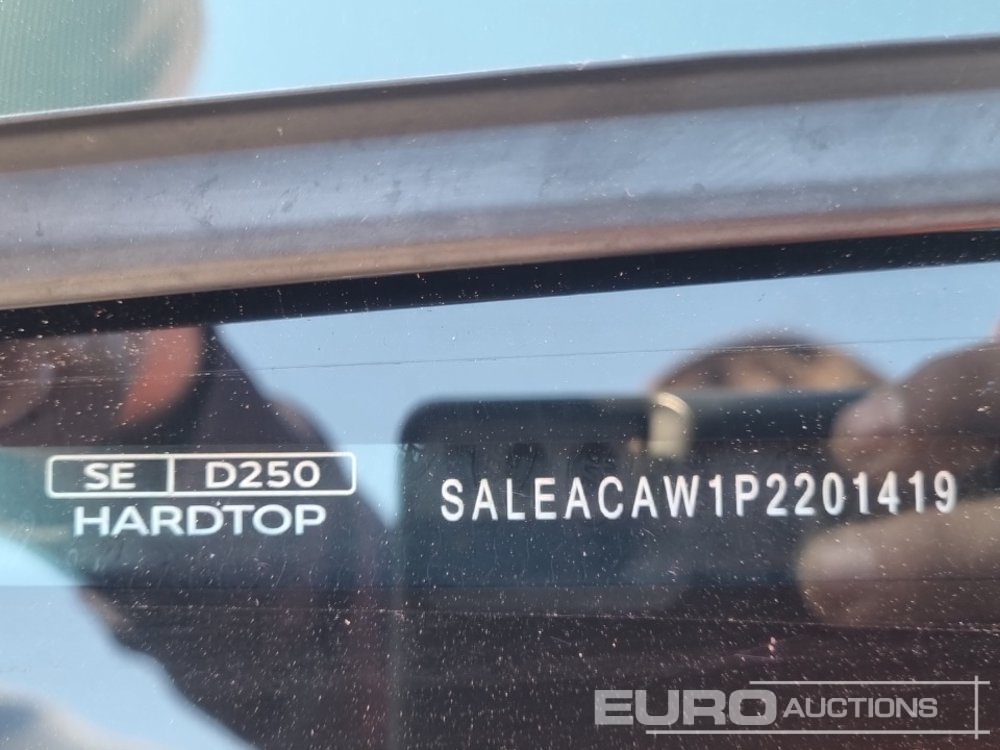 SE | D250
HARDTOP
SALEACAW1P2201419
EURO AUCTIONS